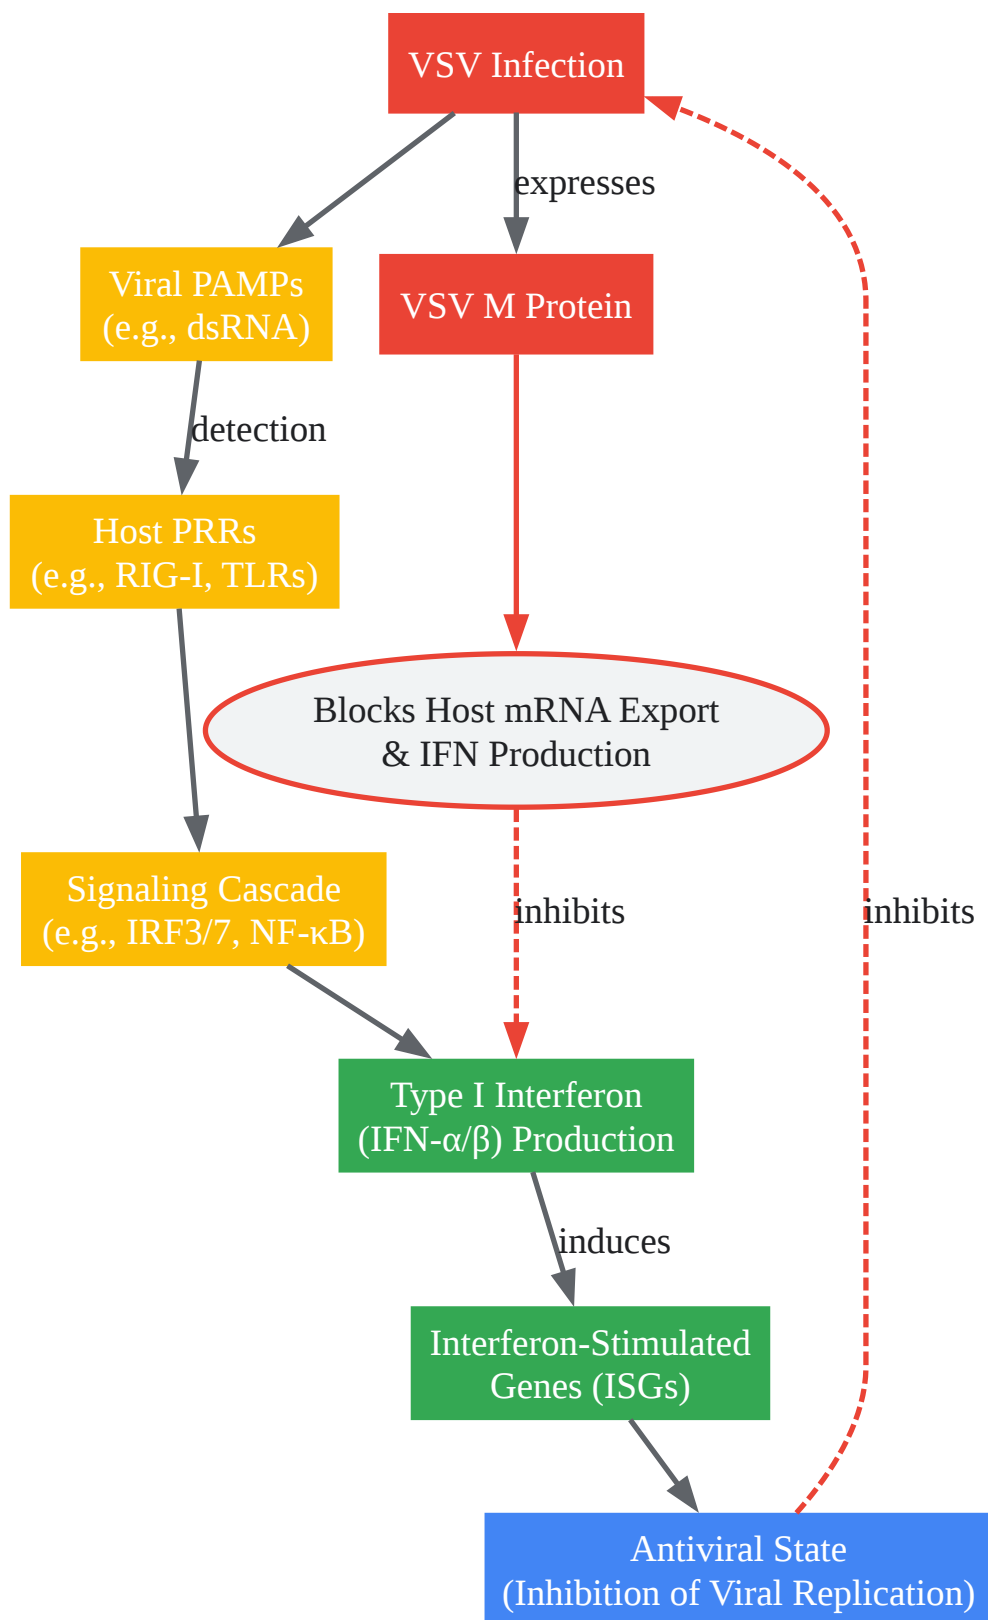 VSV Infection
expresses
Viral PAMPs
(e.g., dsRNA)
VSV M Protein
detection
Host PRRs
(e.g., RIG-I, TLRs)
Blocks Host mRNA Export
& IFN Production
Signaling Cascade
(e.g., IRF3/7, NF-κB)
inhibits
inhibits
Type I Interferon
(IFN-α/β) Production
induces
Interferon-Stimulated
Genes (ISGs)
Antiviral State
(Inhibition of Viral Replication)